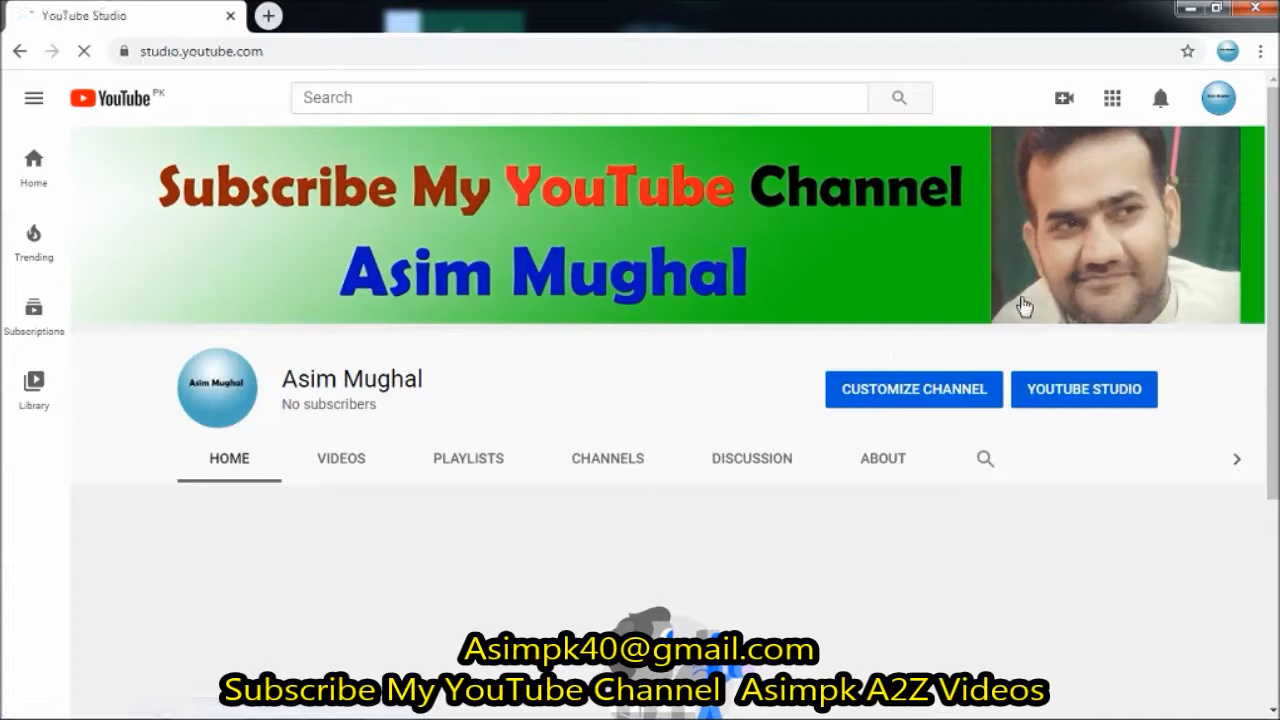 YouTube Studio
studio.youtube.com
YouTube PK
Search
Subscribe My YouTube Channel
Asim Mughal
Home
Trending
Subscriptions
Library
Asim Mughal
Asim Mughal
No subscribers
CUSTOMIZE CHANNEL
YOUTUBE STUDIO
HOME VIDEOS PLAYLISTS CHANNELS DISCUSSION ABOUT
Asimpk40@gmail.com
Subscribe My YouTube Channel Asimpk A2Z Videos